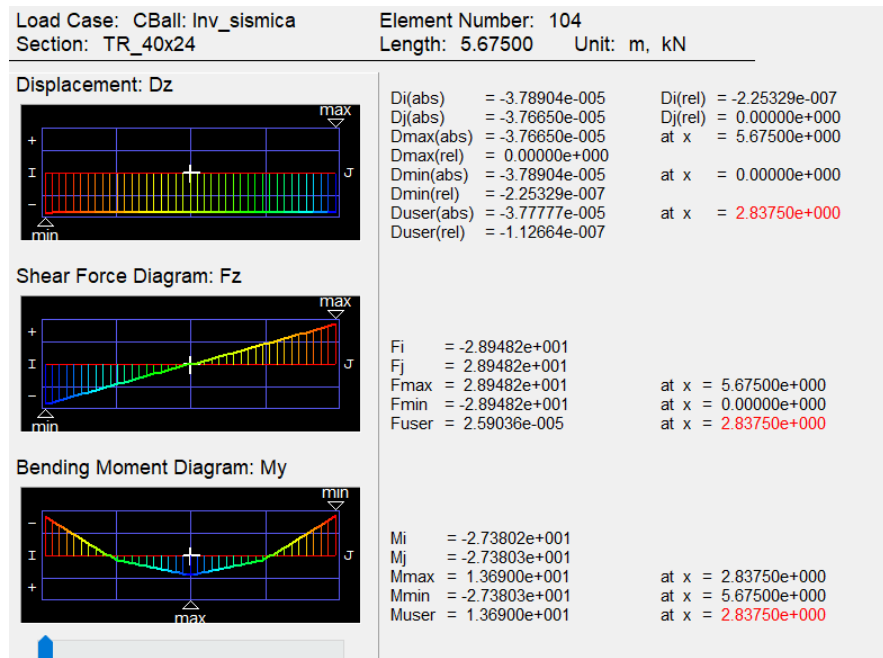 Load Case: CBall: Inv_sismica
Section: TR_40x24
Element Number: 104
Length: 5.67500 Unit: m, kN
Displacement: Dz
max
+
I
J
−
min
Di(abs) = -3.78904e-005 Di(rel) = -2.25329e-007
Dj(abs) = -3.76650e-005 Dj(rel) = 0.00000e+000
Dmax(abs) = -3.76650e-005 at x = 5.67500e+000
Dmax(rel) = 0.00000e+000
Dmin(abs) = -3.78904e-005 at x = 0.00000e+000
Dmin(rel) = -2.25329e-007
Duser(abs) = -3.77777e-005 at x = 2.83750e+000
Duser(rel) = -1.12664e-007
Shear Force Diagram: Fz
max
+
I
J
−
min
Fi = -2.89482e+001
Fj = 2.89482e+001
Fmax = 2.89482e+001 at x = 5.67500e+000
Fmin = -2.89482e+001 at x = 0.00000e+000
Fuser = 2.59036e-005 at x = 2.83750e+000
Bending Moment Diagram: My
min
−
I
J
+
max
Mi = -2.73802e+001
Mj = -2.73803e+001
Mmax = 1.36900e+001 at x = 2.83750e+000
Mmin = -2.73803e+001 at x = 5.67500e+000
Muser = 1.36900e+001 at x = 2.83750e+000